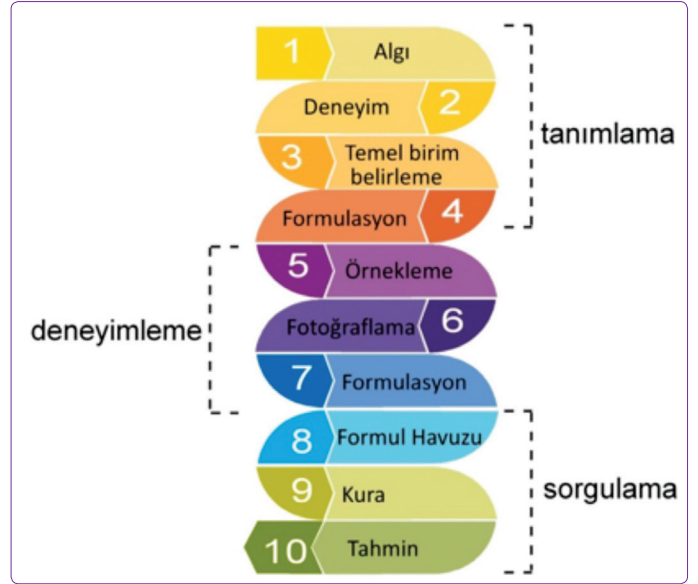 1 Algı
Deneyim 2
tanımlama
3 Temel birim
belirleme
Formulasyon 4
5 Örnekleme
deneyimleme
Fotoğraflama 6
7 Formulasyon
8 Formul Havuzu
sorgulama
9 Kura
10 Tahmin